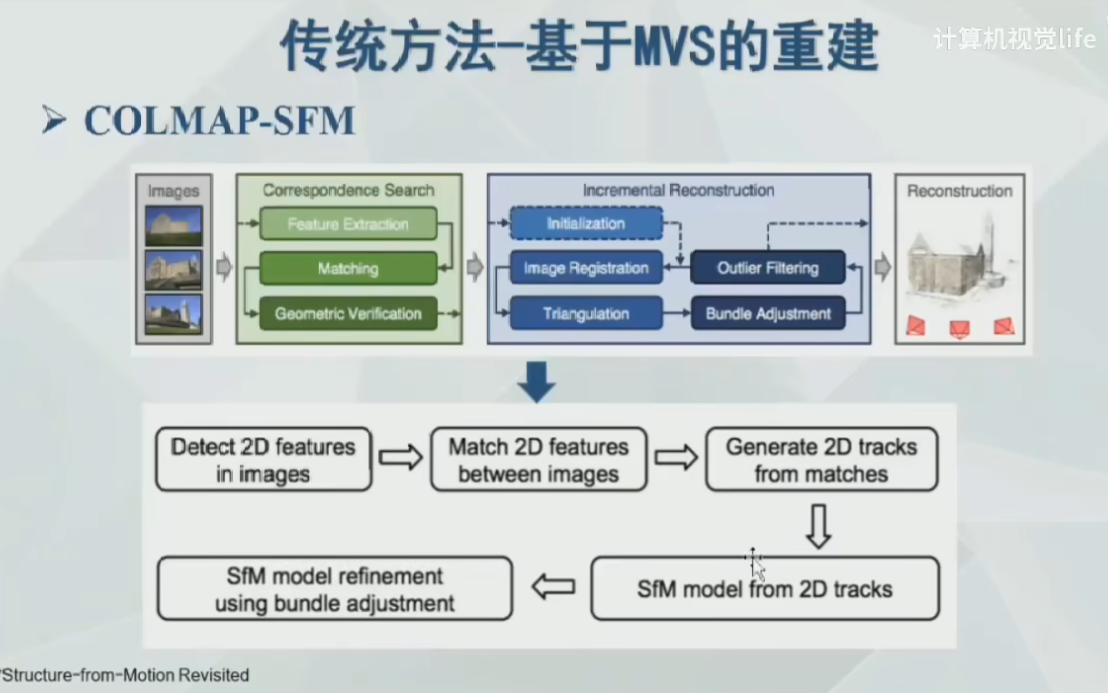 传统方法-基于MVS的重建
计算机视觉life
COLMAP-SFM
Images
Correspondence Search
Feature Extraction
Matching
Geometric Verification
Incremental Reconstruction
Initialization
Image Registration
Outlier Filtering
Triangulation
Bundle Adjustment
Reconstruction
Detect 2D features
in images
Match 2D features
between images
Generate 2D tracks
from matches
SfM model refinement
using bundle adjustment
SfM model from 2D tracks
*Structure-from-Motion Revisited